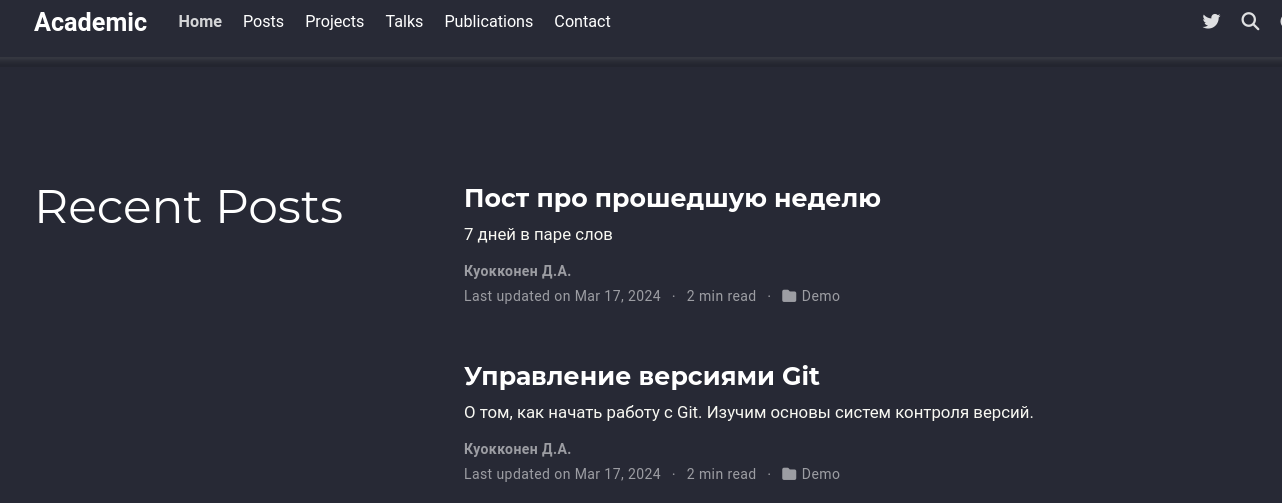 Academic Home Posts Projects Talks Publications Contact
Recent Posts
Пост про прошедшую неделю
7 дней в паре слов
Куокконен Д.А.
Last updated on Mar 17, 2024 · 2 min read · Demo
Управление версиями Git
О том, как начать работу с Git. Изучим основы систем контроля версий.
Куокконен Д.А.
Last updated on Mar 17, 2024 · 2 min read · Demo